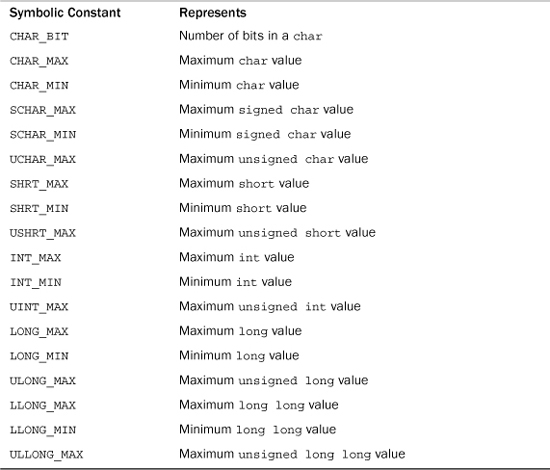 Symbolic Constant Represents
CHAR_BIT Number of bits in a char
CHAR_MAX Maximum char value
CHAR_MIN Minimum char value
SCHAR_MAX Maximum signed char value
SCHAR_MIN Minimum signed char value
UCHAR_MAX Maximum unsigned char value
SHRT_MAX Maximum short value
SHRT_MIN Minimum short value
USHRT_MAX Maximum unsigned short value
INT_MAX Maximum int value
INT_MIN Minimum int value
UINT_MAX Maximum unsigned int value
LONG_MAX Maximum long value
LONG_MIN Minimum long value
ULONG_MAX Maximum unsigned long value
LLONG_MAX Maximum long long value
LLONG_MIN Minimum long long value
ULLONG_MAX Maximum unsigned long long value